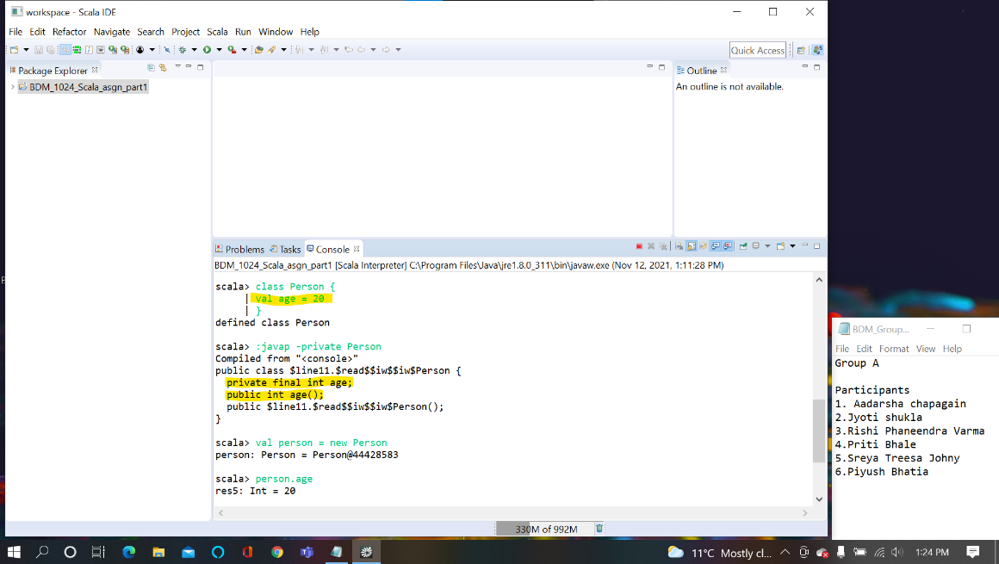 workspace - Scala IDE
File Edit Refactor Navigate Search Project Scala Run Window Help
Quick Access
Package Explorer
BDM_1024_Scala_asgn_part1
Outline
An outline is not available.
Problems Tasks Console
BDM_1024_Scala_asgn_part1 [Scala Interpreter] C:\Program Files\Java\jre1.8.0_311\bin\javaw.exe (Nov 12, 2021, 1:11:28 PM)
scala> class Person {
| val age = 20
| }
defined class Person
scala> :javap -private Person
Compiled from "<console>"
public class $line11.$read$$iw$$iw$Person {
private final int age;
public int age();
public $line11.$read$$iw$$iw$Person();
}
scala> val person = new Person
person: Person = Person@44428583
scala> person.age
res5: Int = 20
330M of 992M
BDM_Group...
File Edit Format View Help
Group A
Participants
1. Aadarsha chapagain
2.Jyoti shukla
3.Rishi Phaneendra Varma
4.Priti Bhale
5.Sreya Treesa Johny
6.Piyush Bhatia
11°C Mostly cl...
1:24 PM